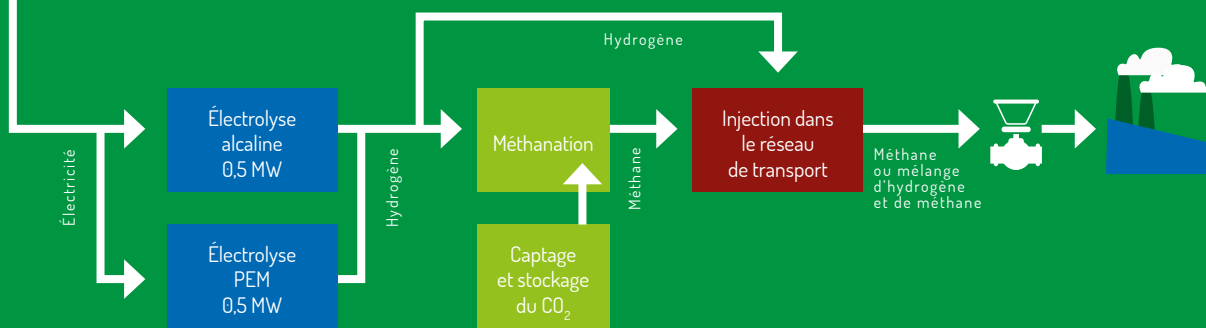 Hydrogène
Électrolyse
alcaline
0,5 MW
Méthanation
Injection dans
le réseau
de transport
Électricité
Hydrogène
Méthane
Méthane
ou mélange
d'hydrogène
et de méthane
Électrolyse
PEM
0,5 MW
Captage
et stockage
du CO₂